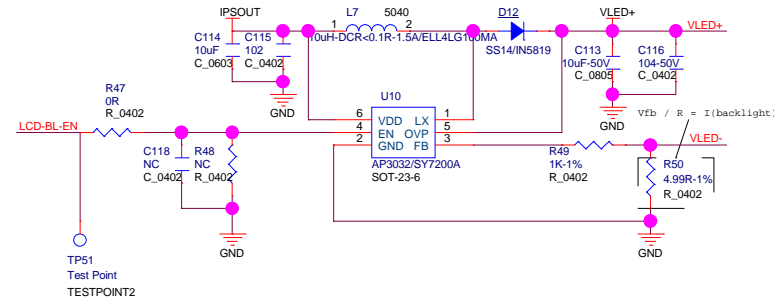 IPSOUT
L7 5040
D12
VLED+
C114
10uF
C_0603
C115
102
C_0402
1 2
10uH-DCR<0.1R-1.5A/ELL4LG100MA
SS14/IN5819
VLED+
C113
10uF-50V
C_0805
C116
104-50V
C_0402
GND
GND
R47
0R
R_0402
U10
Vfb / R = I(backlight)
LCD-BL-EN
6 VDD LX 1
4 EN OVP 5
2 GND FB 3
AP3032/SY7200A
SOT-23-6
C118
NC
C_0402
R48
NC
R_0402
R49
1K-1%
R_0402
VLED-
R50
4.99R-1%
R_0402
GND
GND
TP51
Test Point
TESTPOINT2